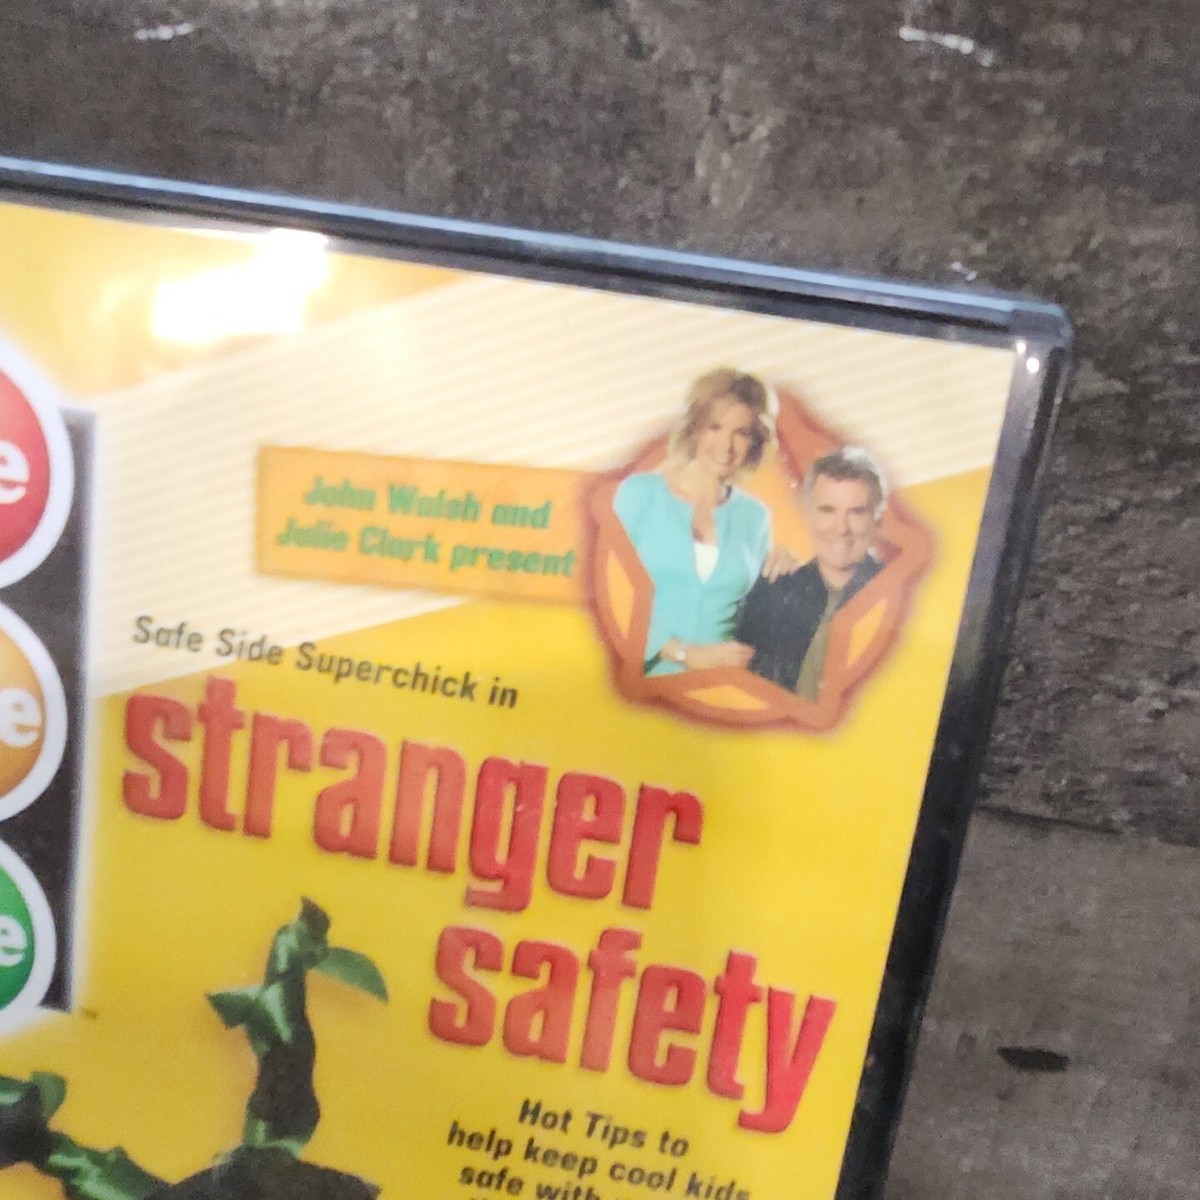 John Walsh and
Julie Clark present
Safe Side Superchick in
stranger
safety
Hot Tips to
help keep cool kids
safe with
e
e
e